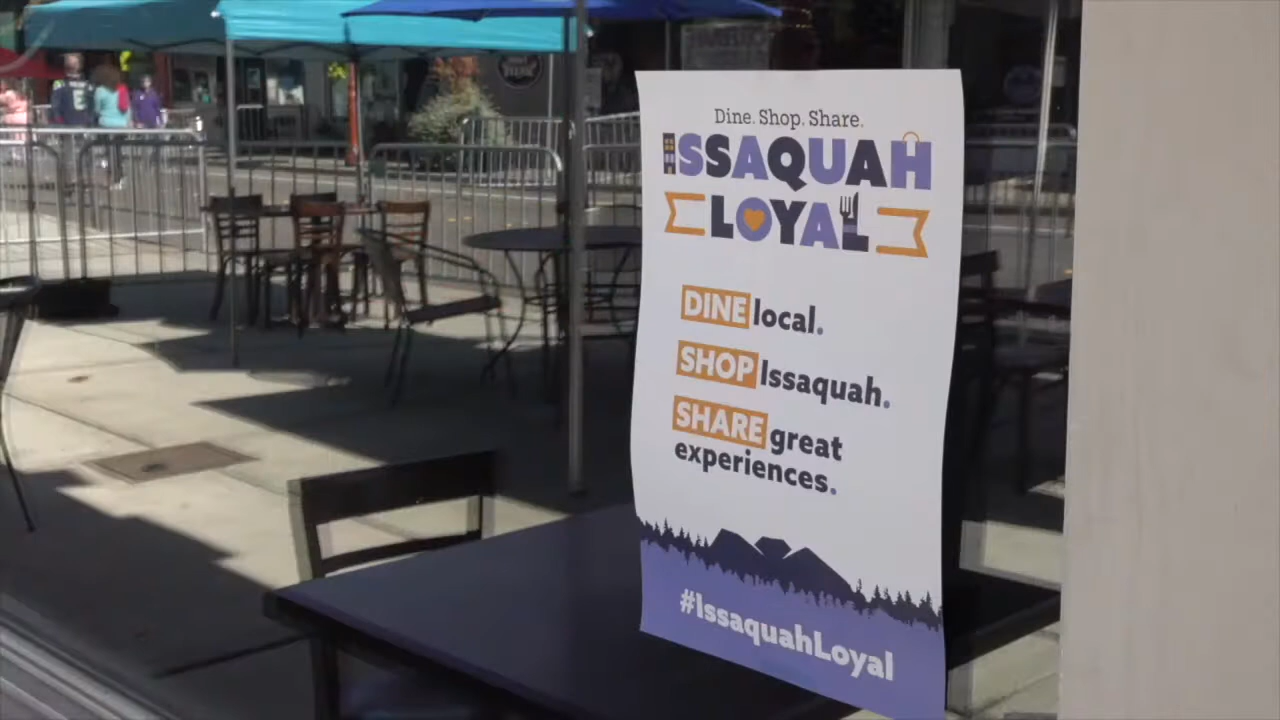 Dine. Shop. Share.
ISSAQUAH
LOYAL
DINE local.
SHOP Issaquah.
SHARE great
experiences.
#IssaquahLoyal